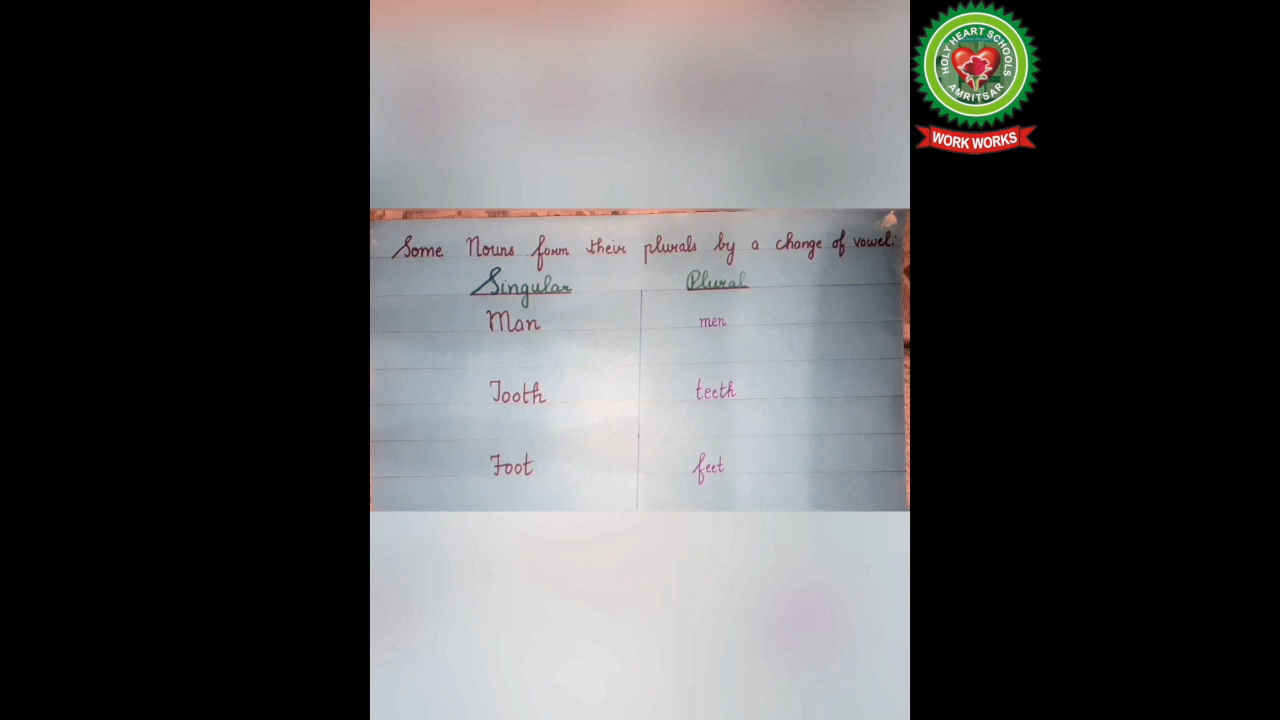 HOLY HEART SCHOOLS
AMRITSAR
WORK WORKS
Some Nouns form their plurals by a change of vowel:
Singular Plural
Man men
Tooth teeth
Foot feet